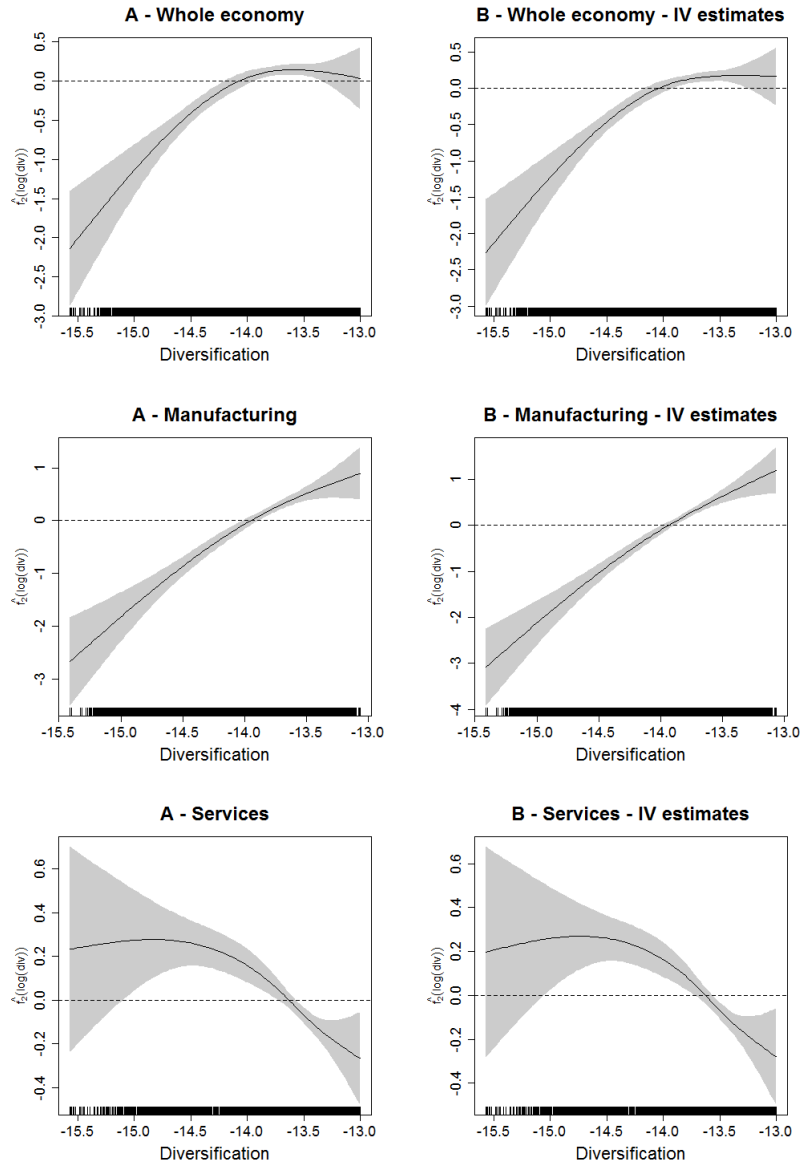 A - Whole economy
0.5
0.0
-0.5
-1.0
-1.5
-2.0
-2.5
-3.0
f̂₂(log(div))
-15.5 -15.0 -14.5 -14.0 -13.5 -13.0
Diversification
B - Whole economy - IV estimates
0.5
0.0
-0.5
-1.0
-1.5
-2.0
-2.5
-3.0
f̂₂(log(div))
-15.5 -15.0 -14.5 -14.0 -13.5 -13.0
Diversification
A - Manufacturing
1
0
-1
-2
-3
f̂₂(log(div))
-15.5 -15.0 -14.5 -14.0 -13.5 -13.0
Diversification
B - Manufacturing - IV estimates
1
0
-1
-2
-3
-4
f̂₂(log(div))
-15.5 -15.0 -14.5 -14.0 -13.5 -13.0
Diversification
A - Services
0.6
0.4
0.2
0.0
-0.2
-0.4
f̂₂(log(div))
-15.5 -15.0 -14.5 -14.0 -13.5 -13.0
Diversification
B - Services - IV estimates
0.6
0.4
0.2
0.0
-0.2
-0.4
f̂₂(log(div))
-15.5 -15.0 -14.5 -14.0 -13.5 -13.0
Diversification